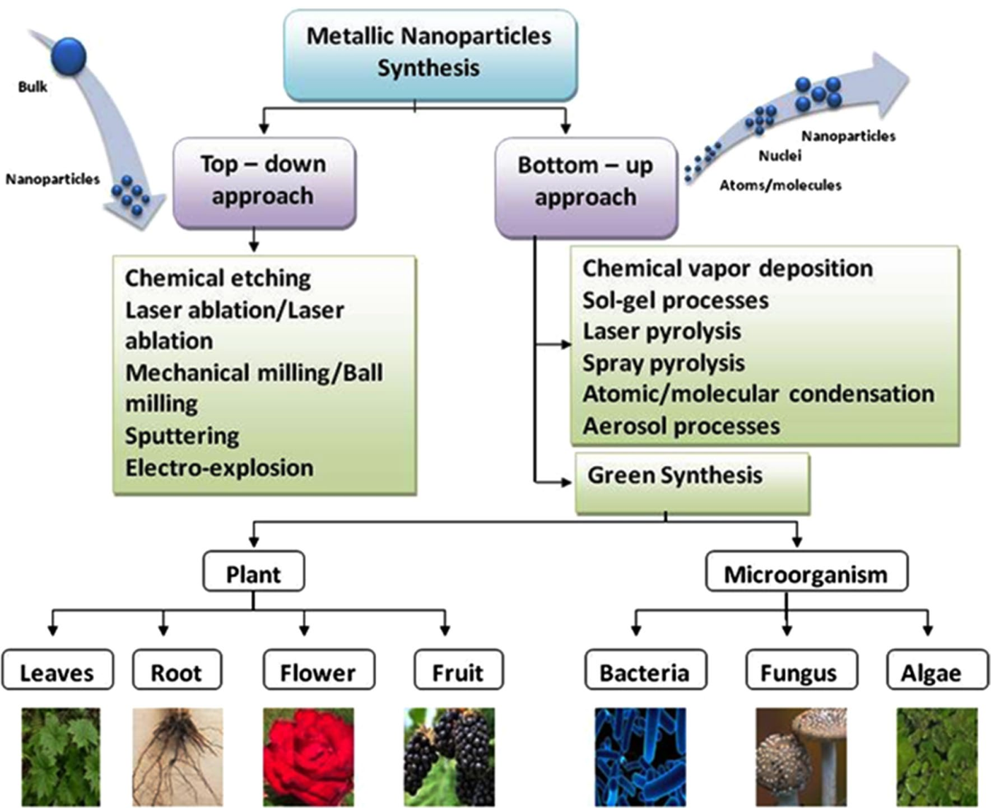 Metallic Nanoparticles
Synthesis
Bulk
Nanoparticles
Top – down
approach
Bottom – up
approach
Nanoparticles
Nuclei
Atoms/molecules
Chemical etching
Laser ablation/Laser
ablation
Mechanical milling/Ball
milling
Sputtering
Electro-explosion
Chemical vapor deposition
Sol-gel processes
Laser pyrolysis
Spray pyrolysis
Atomic/molecular condensation
Aerosol processes
Green Synthesis
Plant
Microorganism
Leaves
Root
Flower
Fruit
Bacteria
Fungus
Algae